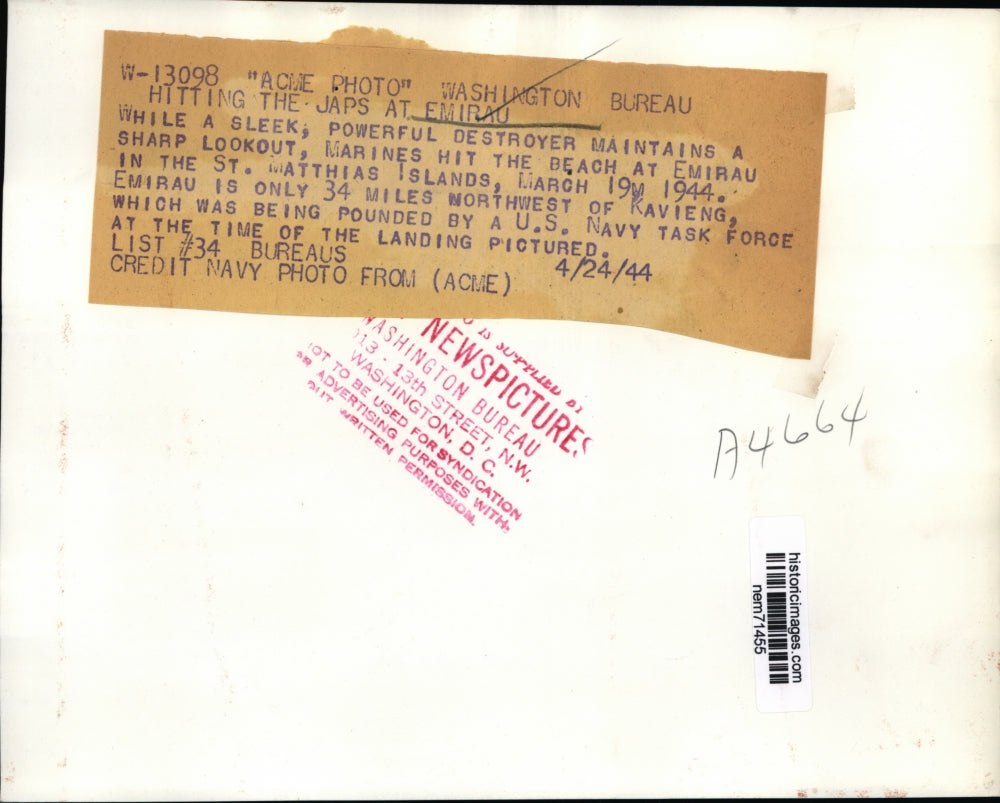 W-13098 "ACME PHOTO" WASHINGTON BUREAU
HITTING THE JAPS AT EMIRAU
WHILE A SLEEK, POWERFUL DESTROYER MAINTAINS A
SHARP LOOKOUT, MARINES HIT THE BEACH AT EMIRAU
IN THE ST. MATTHIAS ISLANDS, MARCH 19M 1944.
EMIRAU IS ONLY 34 MILES NORTHWEST OF KAVIENG,
WHICH WAS BEING POUNDED BY A U.S. NAVY TASK FORCE
AT THE TIME OF THE LANDING PICTURED.
LIST #34 BUREAUS 4/24/44
CREDIT NAVY PHOTO FROM (ACME)
IS SUPPLIED BY
NEWSPICTURES
WASHINGTON BUREAU
13th STREET, N.W.
WASHINGTON, D. C.
NOT TO BE USED FOR SYNDICATION
OR ADVERTISING PURPOSES WITH-
OUT WRITTEN PERMISSION.
A4664
historicimages.com
nem71455